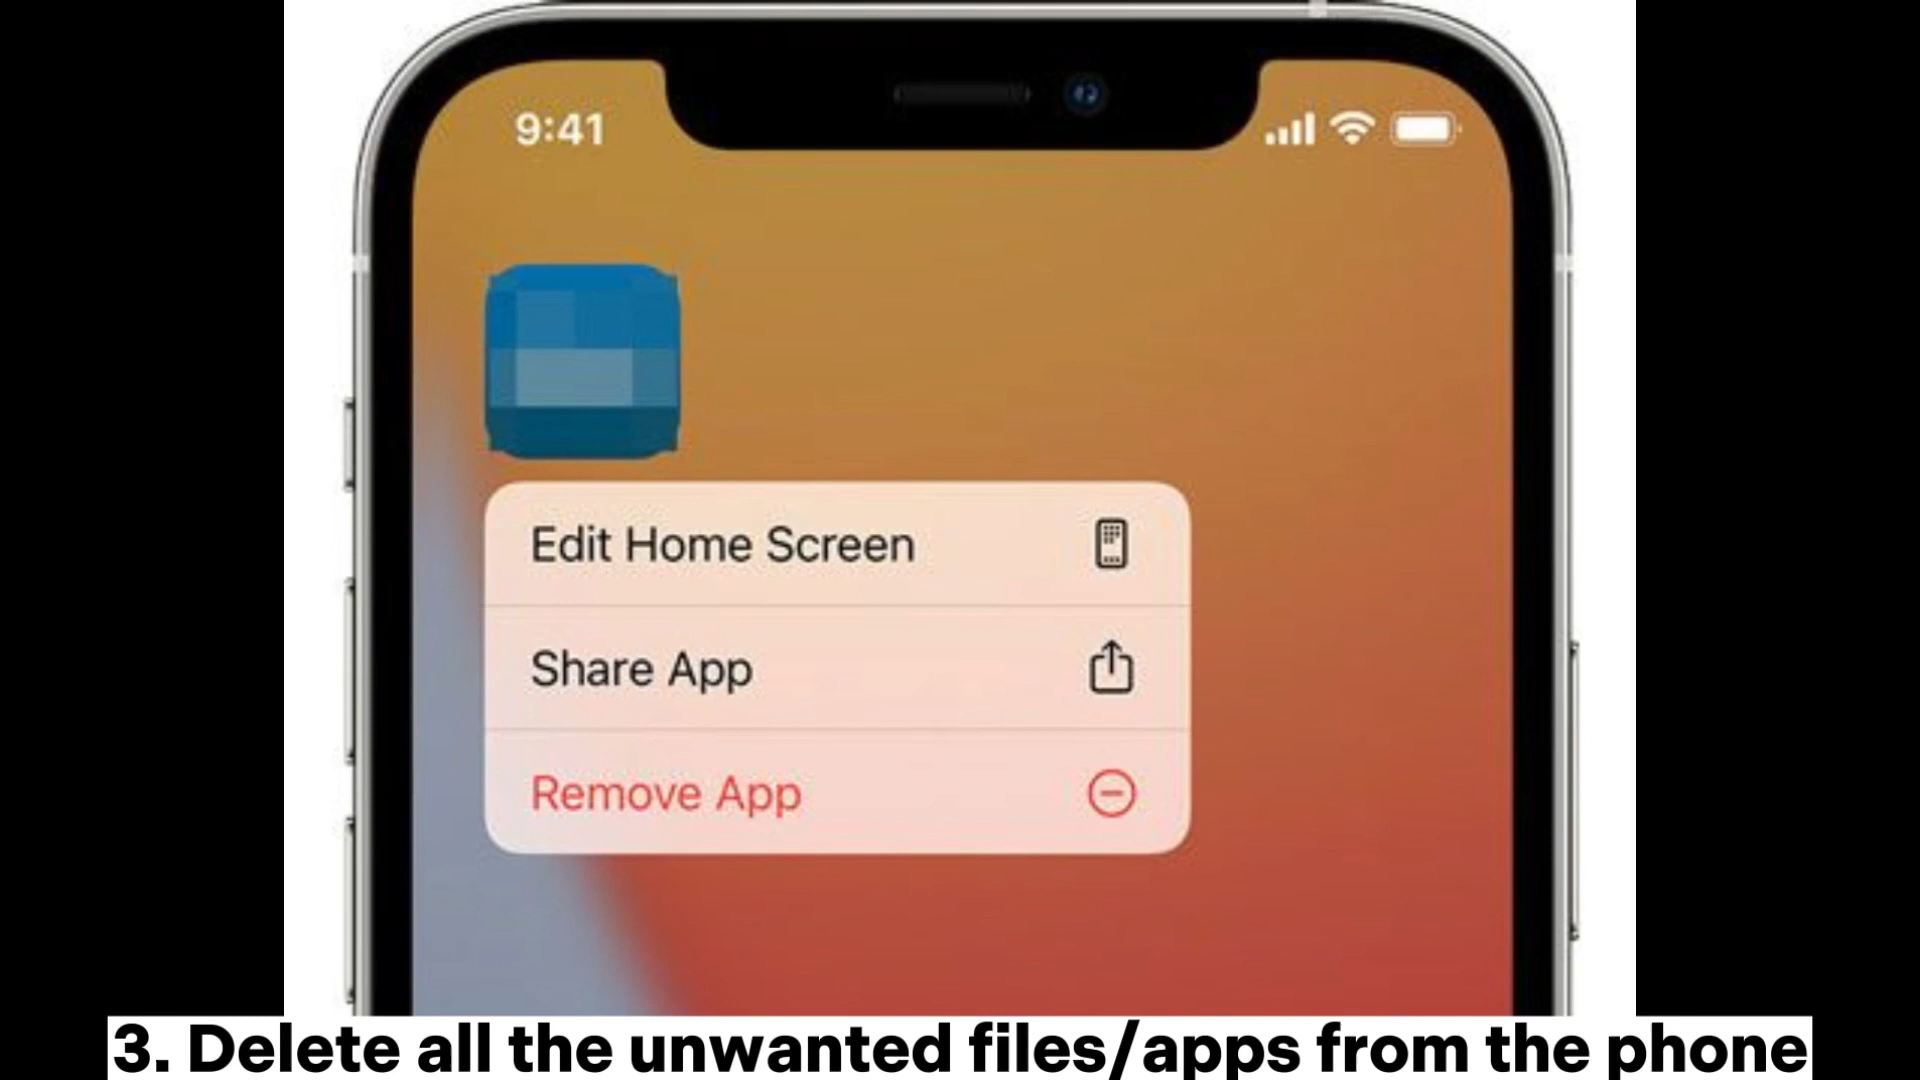 9:41
Edit Home Screen
Share App
Remove App
3. Delete all the unwanted files/apps from the phone